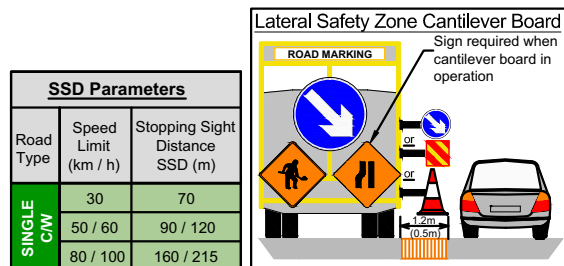 SSD Parameters
Road Type
Speed Limit (km / h)
Stopping Sight Distance SSD (m)
SINGLE C/W
30
70
50 / 60
90 / 120
80 / 100
160 / 215
Lateral Safety Zone Cantilever Board
Sign required when
cantilever board in
operation
ROAD MARKING
or
or
1.2m
(0.5m)